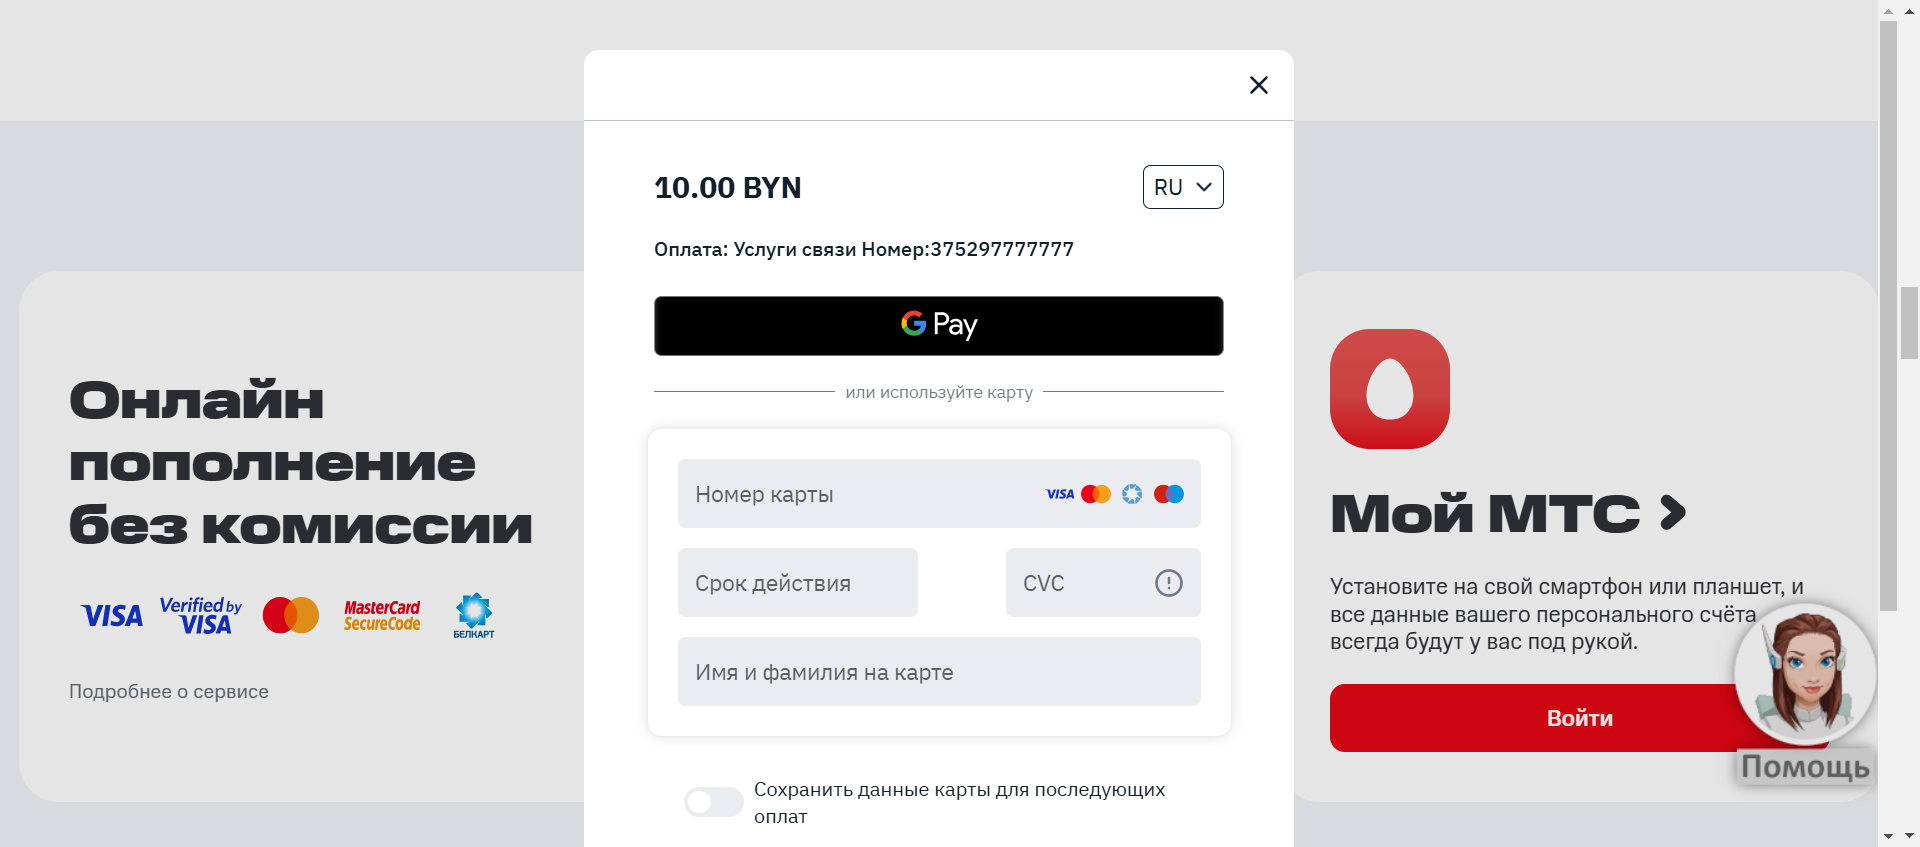 10.00 BYN
RU
Оплата: Услуги связи Номер:375297777777
G Pay
или используйте карту
Номер карты
VISA
Срок действия
CVC
Имя и фамилия на карте
Сохранить данные карты для последующих
оплат
Онлайн
пополнение
без комиссии
VISA
Verified by
VISA
MasterCard
SecureCode
БЕЛКАРТ
Подробнее о сервисе
Мой МТС
Установите на свой смартфон или планшет, и
все данные вашего персонального счёта
всегда будут у вас под рукой.
Войти
Помощь